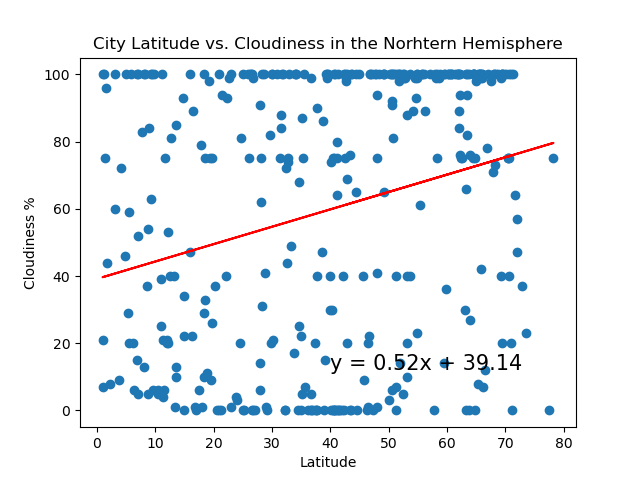 City Latitude vs. Cloudiness in the Norhtern Hemisphere
100
80
60
40
20
0
Cloudiness %
y = 0.52x + 39.14
0 10 20 30 40 50 60 70 80
Latitude